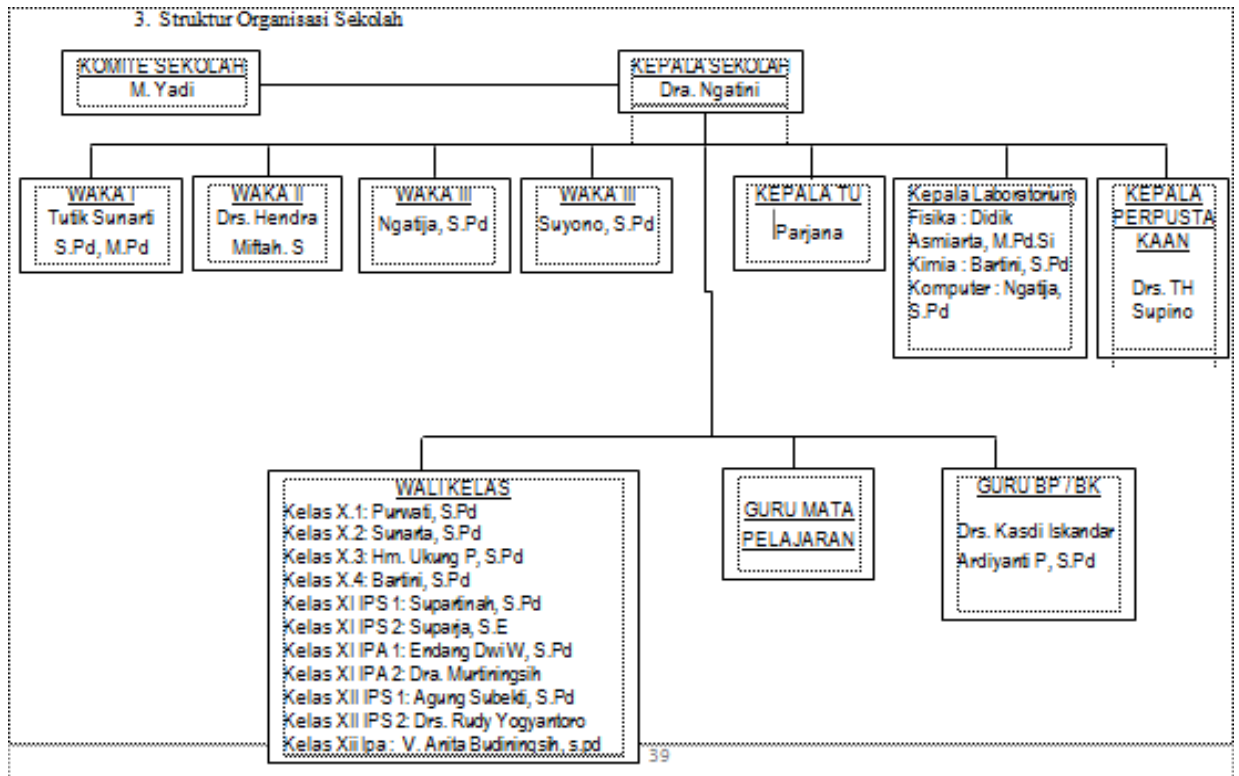 3. Struktur Organisasi Sekolah
KOMITE SEKOLAH
M. Yadi
KEPALA SEKOLAH
Dra. Ngatini
WAKA I
Tutik Sunarti
S.Pd, M.Pd
WAKA II
Drs. Hendra
Miftah. S
WAKA III
Ngatija, S.Pd
WAKA III
Suyono, S.Pd
KEPALA TU
Parjana
Kepala Laboratorium
Fisika : Didik
Asmiarta, M.Pd.Si
Kimia : Bartini, S.Pd
Komputer : Ngatija,
S.Pd
KEPALA
PERPUSTA
KAAN
Drs. TH
Supino
WALI KELAS
Kelas X.1: Purwati, S.Pd
Kelas X.2: Sunarta, S.Pd
Kelas X.3: Hm. Ukung P, S.Pd
Kelas X.4: Bartini, S.Pd
Kelas XI IPS 1: Supartinah, S.Pd
Kelas XI IPS 2: Suparja, S.E
Kelas XI IPA 1: Endang Dwi W, S.Pd
Kelas XI IPA 2: Dra. Murtiningsih
Kelas XII IPS 1: Agung Subekti, S.Pd
Kelas XII IPS 2: Drs. Rudy Yogyantoro
Kelas Xii Ipa : V. Anita Budiningsih, s.pd
GURU MATA
PELAJARAN
GURU BP / BK
Drs. Kasdi Iskandar
Ardiyanti P, S.Pd
39